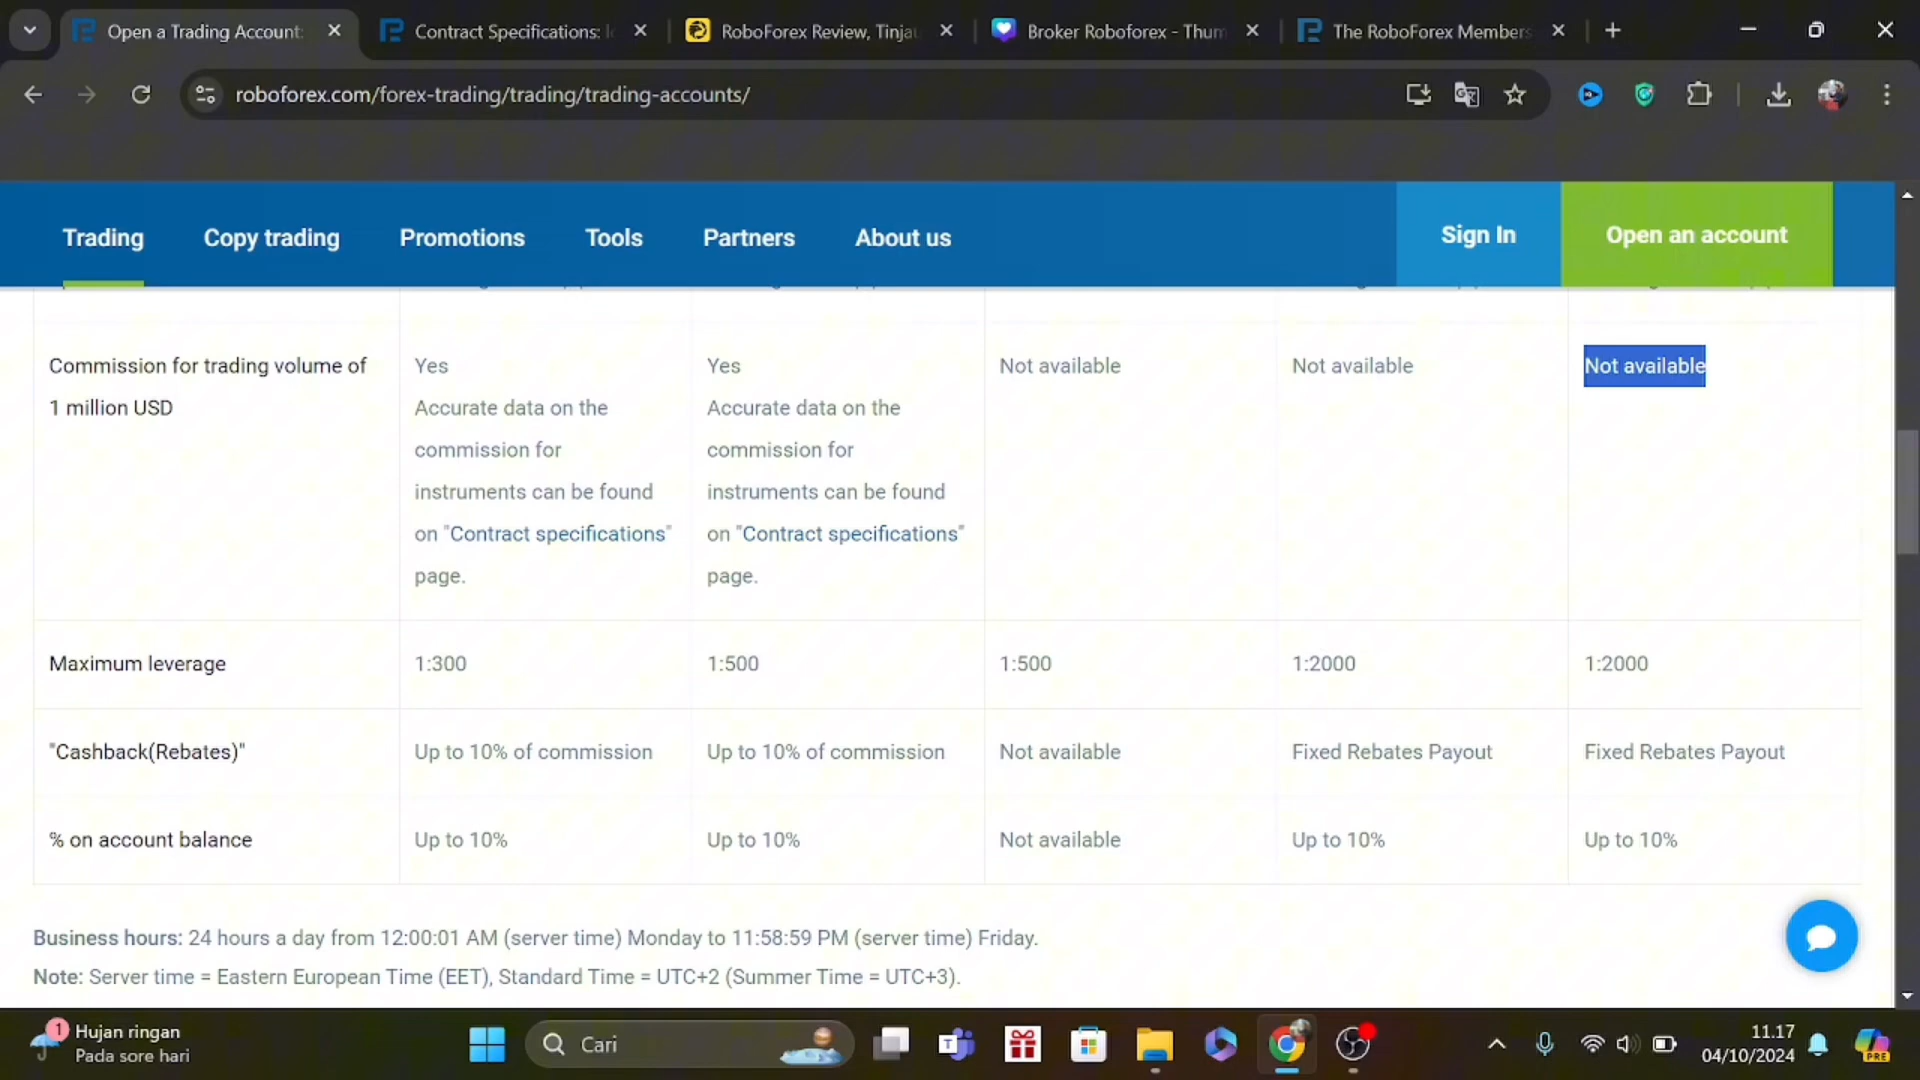 Open a Trading Account:
Contract Specifications:
RoboForex Review, Tinjau
Broker Roboforex - Thum
The RoboForex Members
roboforex.com/forex-trading/trading/trading-accounts/
Trading
Copy trading
Promotions
Tools
Partners
About us
Sign In
Open an account
Commission for trading volume of
1 million USD
Yes
Accurate data on the
commission for
instruments can be found
on "Contract specifications"
page.
Yes
Accurate data on the
commission for
instruments can be found
on "Contract specifications"
page.
Not available
Not available
Not available
Maximum leverage
1:300
1:500
1:500
1:2000
1:2000
"Cashback(Rebates)"
Up to 10% of commission
Up to 10% of commission
Not available
Fixed Rebates Payout
Fixed Rebates Payout
% on account balance
Up to 10%
Up to 10%
Not available
Up to 10%
Up to 10%
Business hours: 24 hours a day from 12:00:01 AM (server time) Monday to 11:58:59 PM (server time) Friday.
Note: Server time = Eastern European Time (EET), Standard Time = UTC+2 (Summer Time = UTC+3).
1
Hujan ringan
Pada sore hari
Cari
11.17
04/10/2024
PRE